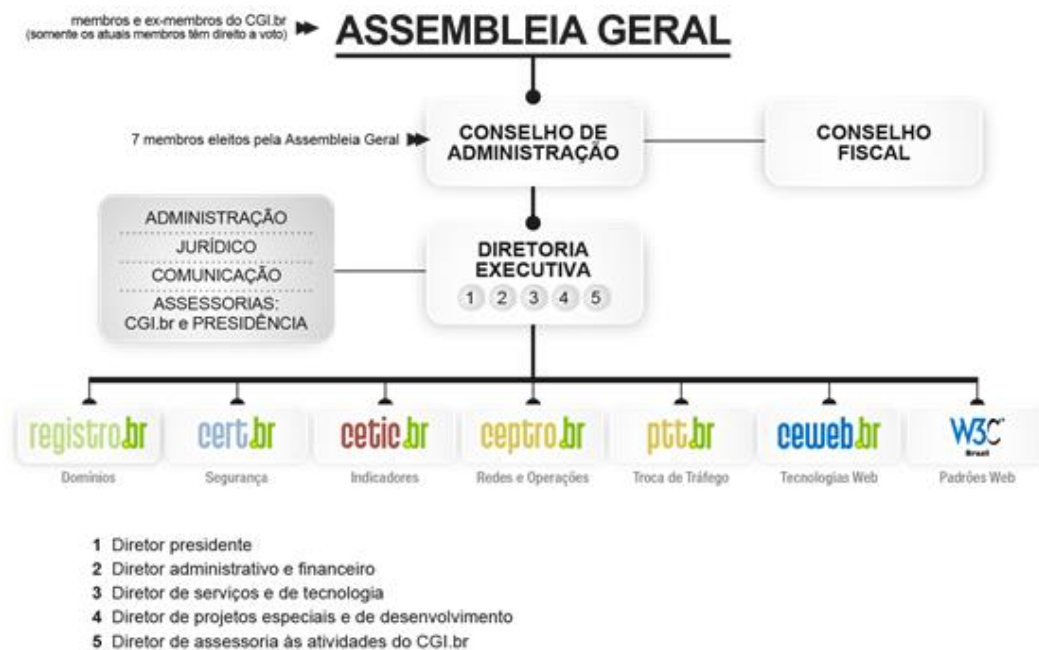 membros e ex-membros do CGI.br
(somente os atuais membros têm direito a voto)
ASSEMBLEIA GERAL
7 membros eleitos pela Assembleia Geral
CONSELHO DE
ADMINISTRAÇÃO
CONSELHO
FISCAL
ADMINISTRAÇÃO
JURÍDICO
COMUNICAÇÃO
ASSESSORIAS:
CGI.br e PRESIDÊNCIA
DIRETORIA
EXECUTIVA
1 2 3 4 5
registro.br
cert.br
cetic.br
ceptro.br
ptt.br
ceweb.br
W3C
Brasil
Domínios
Segurança
Indicadores
Redes e Operações
Troca de Tráfego
Tecnologias Web
Padrões Web
1 Diretor presidente
2 Diretor administrativo e financeiro
3 Diretor de serviços e de tecnologia
4 Diretor de projetos especiais e de desenvolvimento
5 Diretor de assessoria às atividades do CGI.br